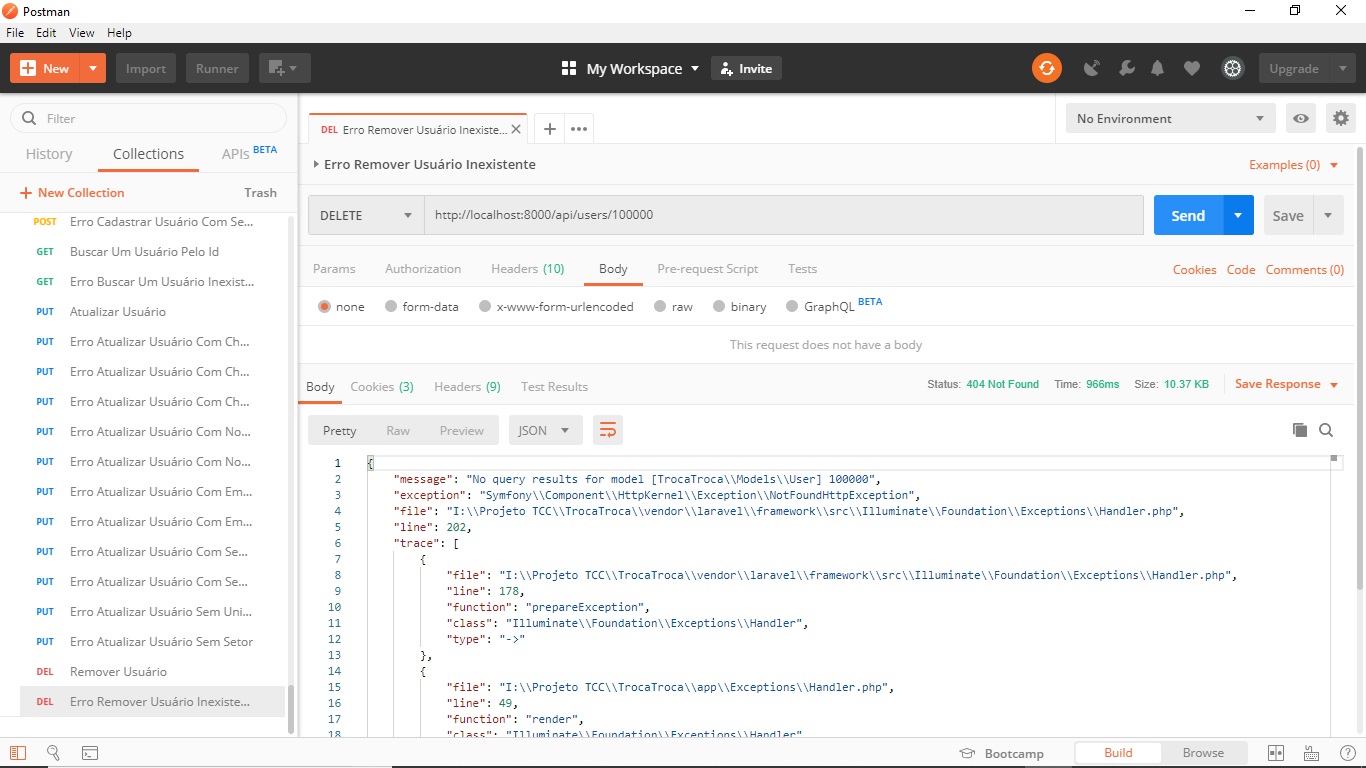 Postman
File Edit View Help
New Import Runner My Workspace Invite Upgrade
Filter
History Collections APIs BETA
New Collection Trash
POST Erro Cadastrar Usuário Com Se...
GET Buscar Um Usuário Pelo Id
GET Erro Buscar Um Usuário Inexist...
PUT Atualizar Usuário
PUT Erro Atualizar Usuário Com Ch...
PUT Erro Atualizar Usuário Com Ch...
PUT Erro Atualizar Usuário Com Ch...
PUT Erro Atualizar Usuário Com No...
PUT Erro Atualizar Usuário Com No...
PUT Erro Atualizar Usuário Com Em...
PUT Erro Atualizar Usuário Com Em...
PUT Erro Atualizar Usuário Com Se...
PUT Erro Atualizar Usuário Com Se...
PUT Erro Atualizar Usuário Sem Uni...
PUT Erro Atualizar Usuário Sem Setor
DEL Remover Usuário
DEL Erro Remover Usuário Inexiste...
DEL Erro Remover Usuário Inexiste... No Environment
Erro Remover Usuário Inexistente Examples (0)
DELETE http://localhost:8000/api/users/100000 Send Save
Params Authorization Headers (10) Body Pre-request Script Tests Cookies Code Comments (0)
none form-data x-www-form-urlencoded raw binary GraphQL BETA
This request does not have a body
Body Cookies (3) Headers (9) Test Results Status: 404 Not Found Time: 966ms Size: 10.37 KB Save Response
Pretty Raw Preview JSON
1 {
2 "message": "No query results for model [TrocaTroca\\Models\\User] 100000",
3 "exception": "Symfony\\Component\\HttpKernel\\Exception\\NotFoundHttpException",
4 "file": "I:\\Projeto TCC\\TrocaTroca\\vendor\\laravel\\framework\\src\\Illuminate\\Foundation\\Exceptions\\Handler.php",
5 "line": 202,
6 "trace": [
7 {
8 "file": "I:\\Projeto TCC\\TrocaTroca\\vendor\\laravel\\framework\\src\\Illuminate\\Foundation\\Exceptions\\Handler.php",
9 "line": 178,
10 "function": "prepareException",
11 "class": "Illuminate\\Foundation\\Exceptions\\Handler",
12 "type": "->"
13 },
14 {
15 "file": "I:\\Projeto TCC\\TrocaTroca\\app\\Exceptions\\Handler.php",
16 "line": 49,
17 "function": "render",
18 "class": "Illuminate\\Foundation\\Exceptions\\Handler"
Bootcamp Build Browse